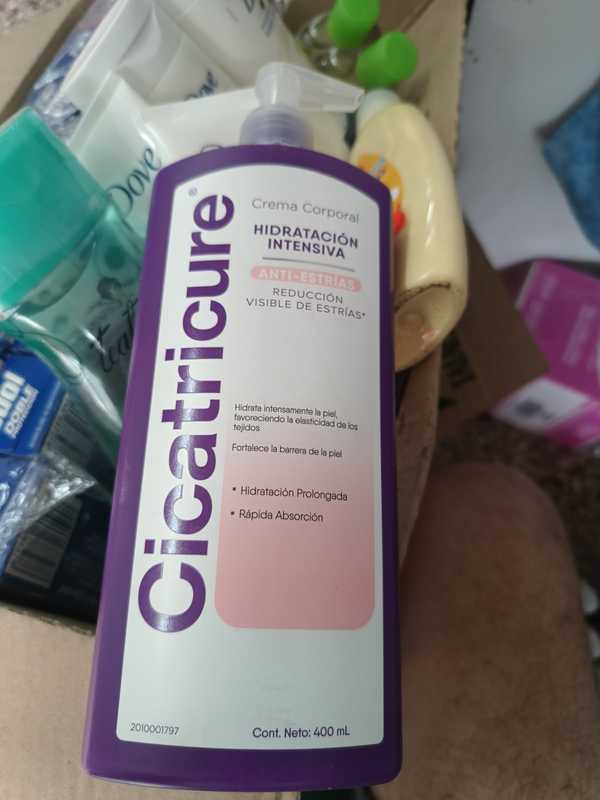 Cicatricure®
Crema Corporal
HIDRATACIÓN
INTENSIVA
ANTI-ESTRÍAS
REDUCCIÓN
VISIBLE DE ESTRÍAS*
Hidrata intensamente la piel,
favoreciendo la elasticidad de los
tejidos
Fortalece la barrera de la piel
• Hidratación Prolongada
• Rápida Absorción
2010001797
Cont. Neto: 400 mL
Dove
Dove